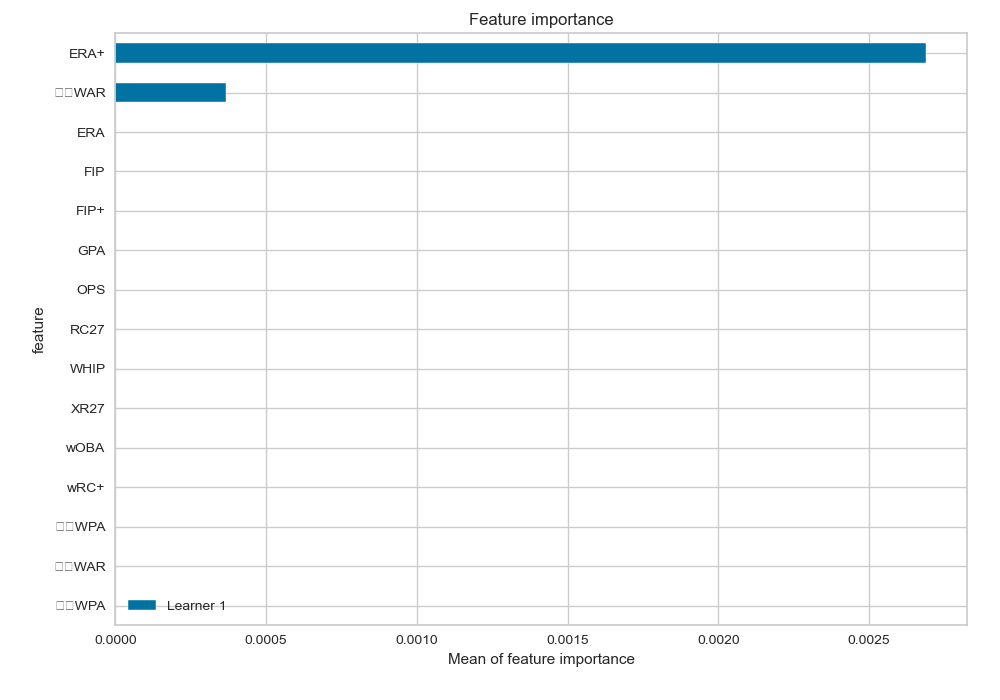 Feature importance
ERA+
□□WAR
ERA
FIP
FIP+
GPA
OPS
RC27
WHIP
XR27
wOBA
wRC+
□□WPA
□□WAR
□□WPA
feature
Learner 1
0.0000 0.0005 0.0010 0.0015 0.0020 0.0025
Mean of feature importance